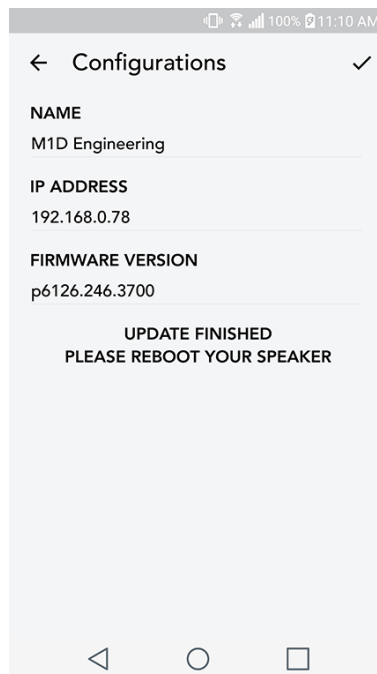 100% 11:10 AM
Configurations
NAME
M1D Engineering
IP ADDRESS
192.168.0.78
FIRMWARE VERSION
p6126.246.3700
UPDATE FINISHED
PLEASE REBOOT YOUR SPEAKER